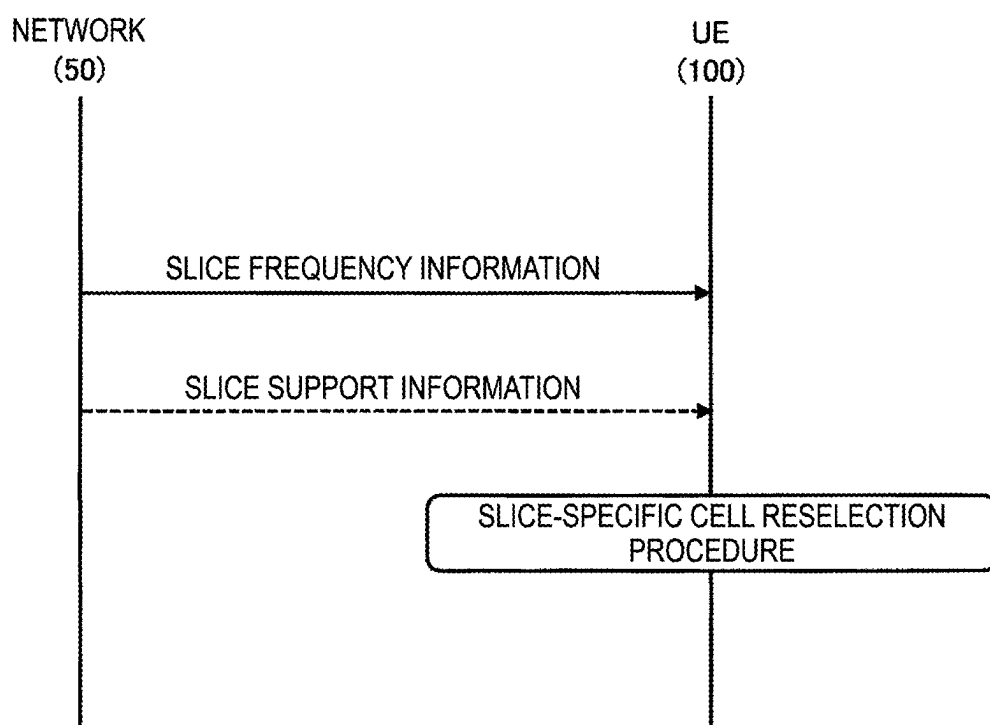 NETWORK
(50)
UE
(100)
SLICE FREQUENCY INFORMATION
SLICE SUPPORT INFORMATION
SLICE-SPECIFIC CELL RESELECTION
PROCEDURE